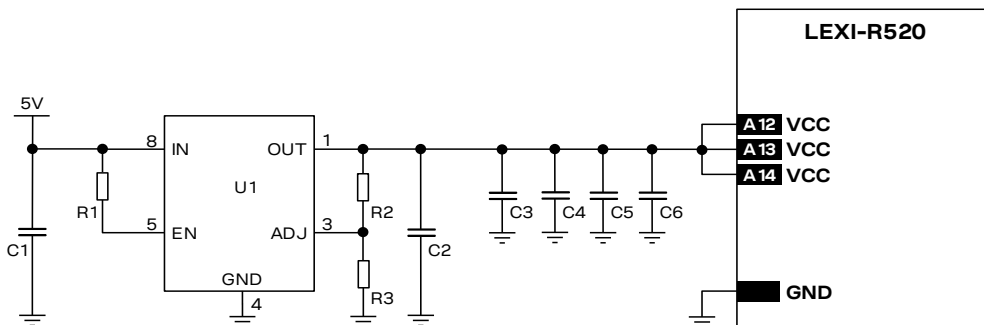 LEXI-R520
5V
A12 VCC
8 IN OUT 1
A13 VCC
A14 VCC
U1
R1 R2 C3 C4 C5 C6
5 EN ADJ 3
C1 C2
GND
R3 GND
4